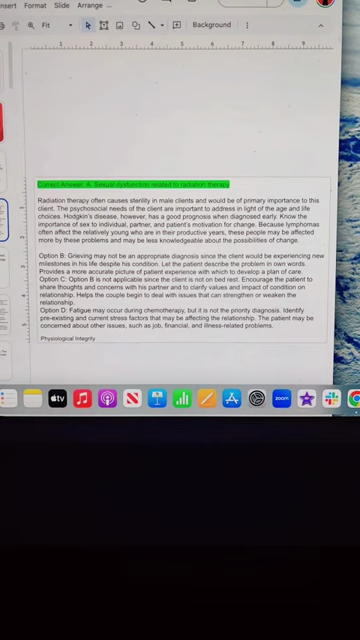 nsert Format Slide Arrange ...
Fit Background
1 2 3 4 5 6 7 8 9
Correct Answer: A. Sexual dysfunction related to radiation therapy
Radiation therapy often causes sterility in male clients and would be of primary importance to this
client. The psychosocial needs of the client are important to address in light of the age and life
choices. Hodgkin's disease, however, has a good prognosis when diagnosed early. Know the
importance of sex to individual, partner, and patient's motivation for change. Because lymphomas
often affect the relatively young who are in their productive years, these people may be affected
more by these problems and may be less knowledgeable about the possibilities of change.
Option B: Grieving may not be an appropriate diagnosis since the client would be experiencing new
milestones in his life despite his condition. Let the patient describe the problem in own words.
Provides a more accurate picture of patient experience with which to develop a plan of care.
Option C: Option B is not applicable since the client is not on bed rest. Encourage the patient to
share thoughts and concerns with his partner and to clarify values and impact of condition on
relationship. Helps the couple begin to deal with issues that can strengthen or weaken the
relationship.
Option D: Fatigue may occur during chemotherapy, but it is not the priority diagnosis. Identify
pre-existing and current stress factors that may be affecting the relationship. The patient may be
concerned about other issues, such as job, financial, and illness-related problems.
Physiological Integrity
tv
zoom